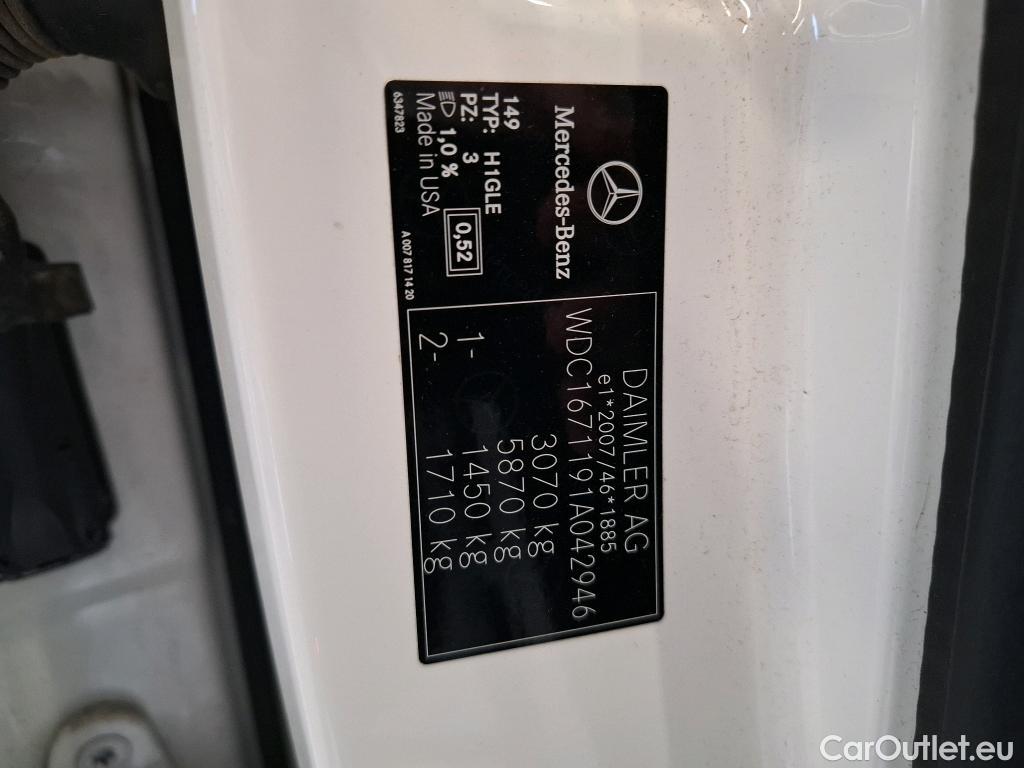 Mercedes-Benz
149
TYP: H1GLE
PZ: 3
0,52
1,0 %
Made in USA
6347823
A 007 817 14 20
DAIMLER AG
e1*2007/46*1885
WDC1671191A042946
3070 kg
5870 kg
1- 1450 kg
2- 1710 kg
CarOutlet.eu